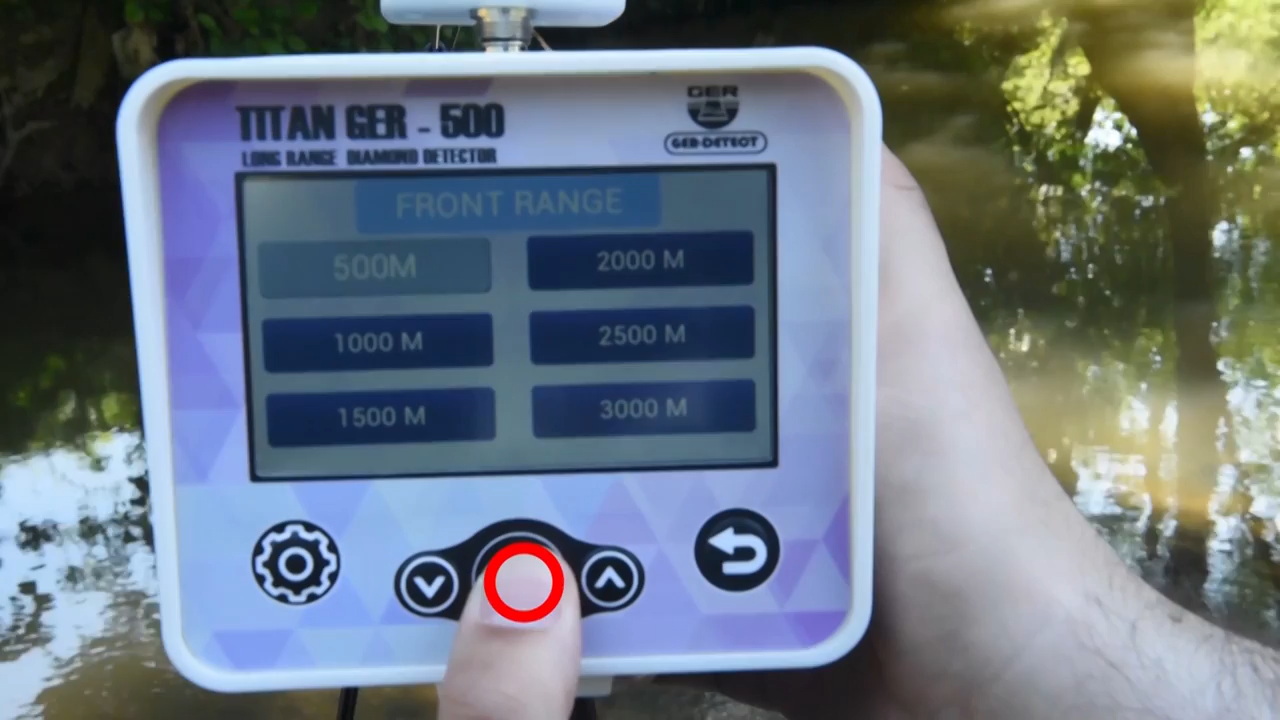 TITAN GER - 500
LONG RANGE DIAMOND DETECTOR
GER
GER-DETECT
FRONT RANGE
500M
2000 M
1000 M
2500 M
1500 M
3000 M